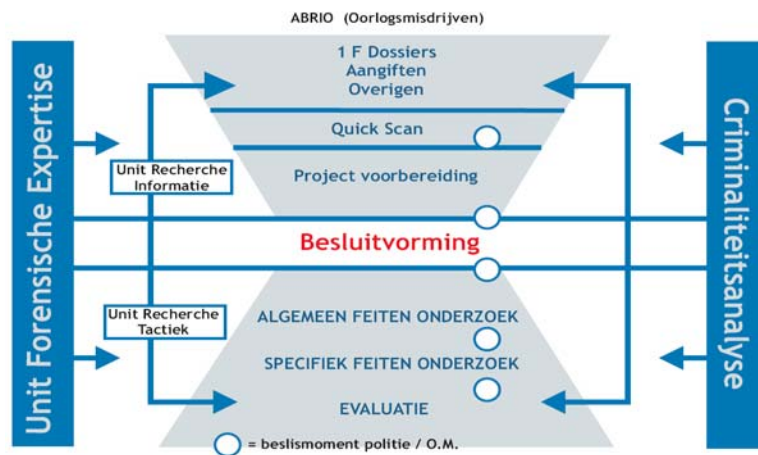 ABRIO (Oorlogsmisdrijven)
1 F Dossiers
Aangiften
Overigen
Quick Scan
Project voorbereiding
Unit Recherche
Informatie
Besluitvorming
Unit Recherche
Tactiek
ALGEMEEN FEITEN ONDERZOEK
SPECIFIEK FEITEN ONDERZOEK
EVALUATIE
= beslismoment politie / O.M.
Unit Forensische Expertise
Criminaliteitsanalyse